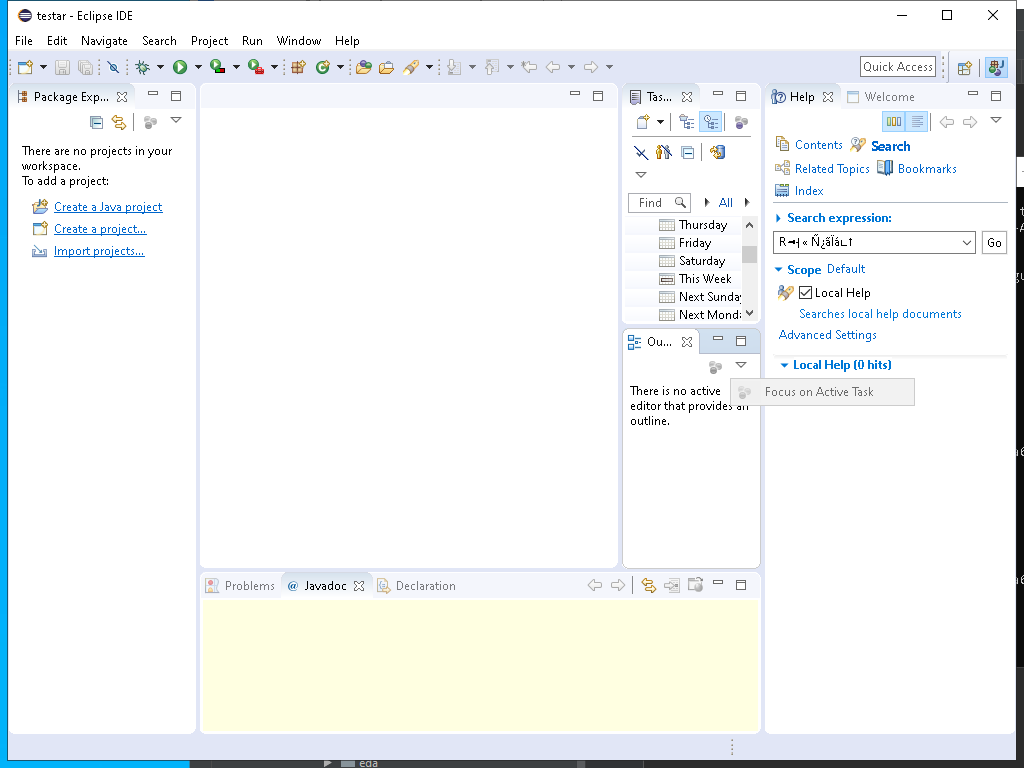 testar - Eclipse IDE
File Edit Navigate Search Project Run Window Help
Quick Access
Package Exp...
There are no projects in your
workspace.
To add a project:
Create a Java project
Create a project...
Import projects...
Tas...
Find
All
Thursday
Friday
Saturday
This Week
Next Sunday
Next Mond
Ou...
There is no active
editor that provides an
outline.
Focus on Active Task
Help
Welcome
Contents
Search
Related Topics
Bookmarks
Index
Search expression:
Go
Scope Default
Local Help
Searches local help documents
Advanced Settings
Local Help (0 hits)
Problems
@ Javadoc
Declaration
eda